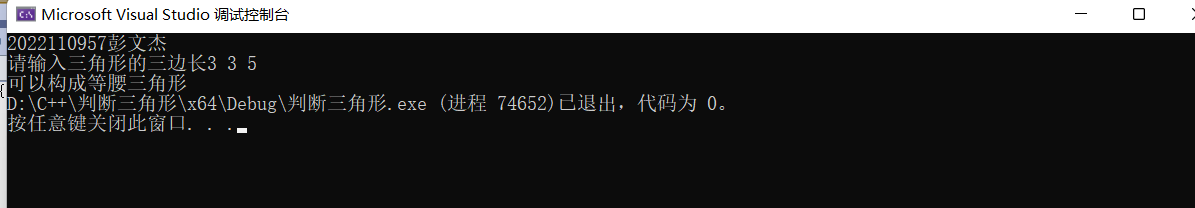 Microsoft Visual Studio 调试控制台
2022110957彭文杰
请输入三角形的三边长3 3 5
可以构成等腰三角形
D:\C++\判断三角形\x64\Debug\判断三角形.exe (进程 74652)已退出，代码为 0。
按任意键关闭此窗口. . .